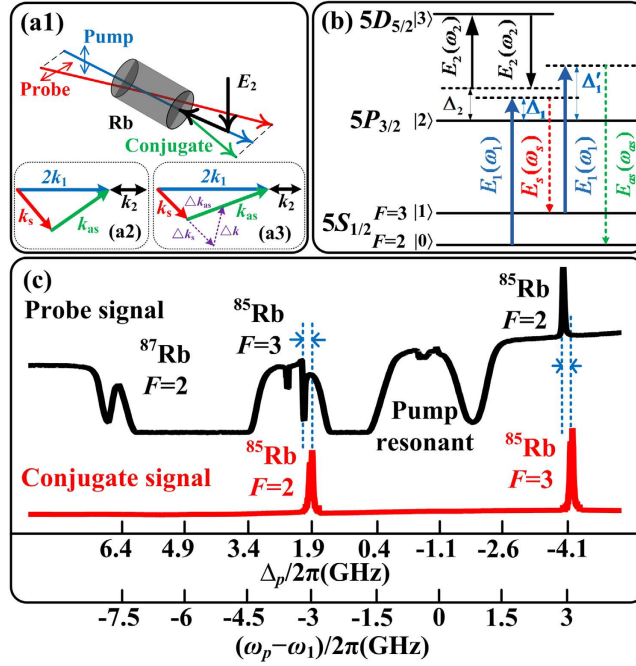 (a1)
Pump
Probe
E₂
Rb
Conjugate
2k₁
kₛ
kₐₛ
k₂
(a2)
2k₁
△kₐₛ
kₛ
kₐₛ
k₂
△kₛ
△k
(a3)
(b)
5D₅/₂ |3⟩
E₂(ω₂)
E₂(ω₂)
Δ₂
Δ₁
Δ₁′
5P₃/₂ |2⟩
E₁(ω₁)
Eₛ(ωₛ)
E₁(ω₁)
Eₐₛ(ωₐₛ)
5S₁/₂
F=3 |1⟩
F=2 |0⟩
(c)
Probe signal
⁸⁷Rb
F=2
⁸⁵Rb
F=3
Pump
resonant
⁸⁵Rb
F=2
Conjugate signal
⁸⁵Rb
F=2
⁸⁵Rb
F=3
6.4 4.9 3.4 1.9 0.4 -1.1 -2.6 -4.1
Δₚ/2π(GHz)
-7.5 -6 -4.5 -3 -1.5 0 1.5 3
(ωₚ−ω₁)/2π(GHz)